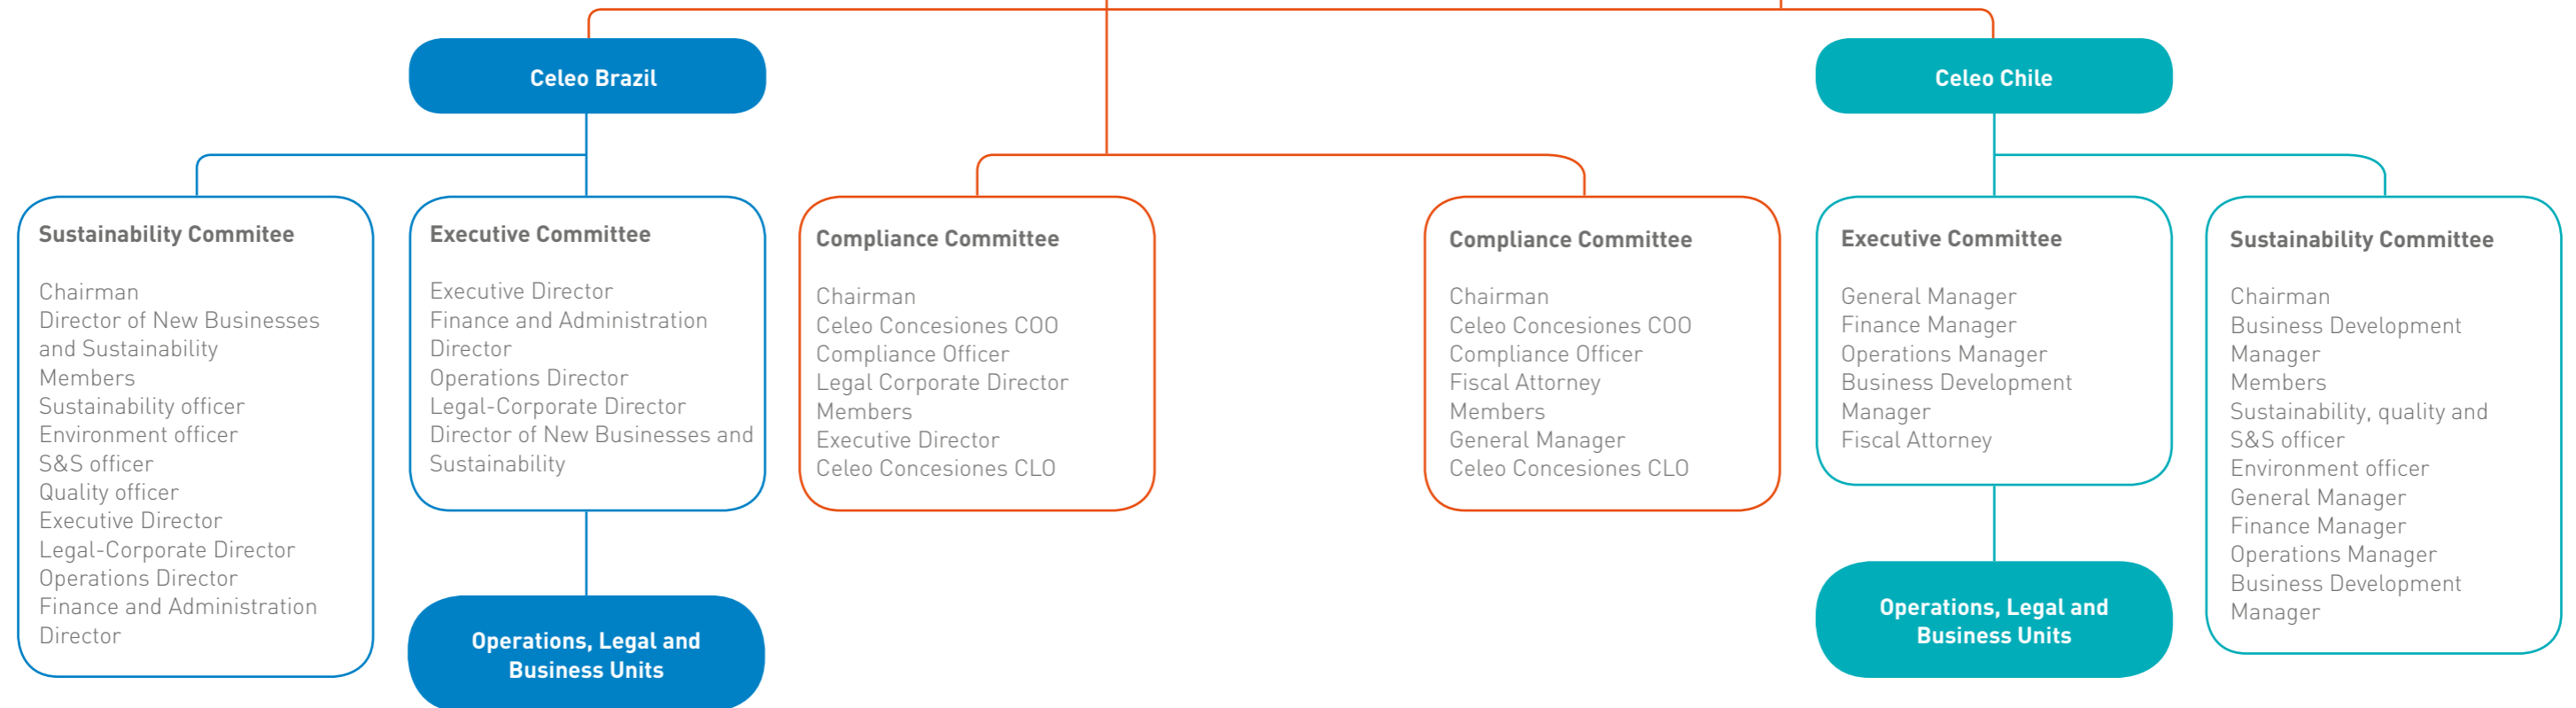 Celeo Brazil
Celeo Chile
Sustainability Commitee
Chairman
Director of New Businesses
and Sustainability
Members
Sustainability officer
Environment officer
S&S officer
Quality officer
Executive Director
Legal-Corporate Director
Operations Director
Finance and Administration
Director
Executive Committee
Executive Director
Finance and Administration
Director
Operations Director
Legal-Corporate Director
Director of New Businesses and
Sustainability
Operations, Legal and
Business Units
Compliance Committee
Chairman
Celeo Concesiones COO
Compliance Officer
Legal Corporate Director
Members
Executive Director
Celeo Concesiones CLO
Compliance Committee
Chairman
Celeo Concesiones COO
Compliance Officer
Fiscal Attorney
Members
General Manager
Celeo Concesiones CLO
Executive Committee
General Manager
Finance Manager
Operations Manager
Business Development
Manager
Fiscal Attorney
Operations, Legal and
Business Units
Sustainability Committee
Chairman
Business Development
Manager
Members
Sustainability, quality and
S&S officer
Environment officer
General Manager
Finance Manager
Operations Manager
Business Development
Manager